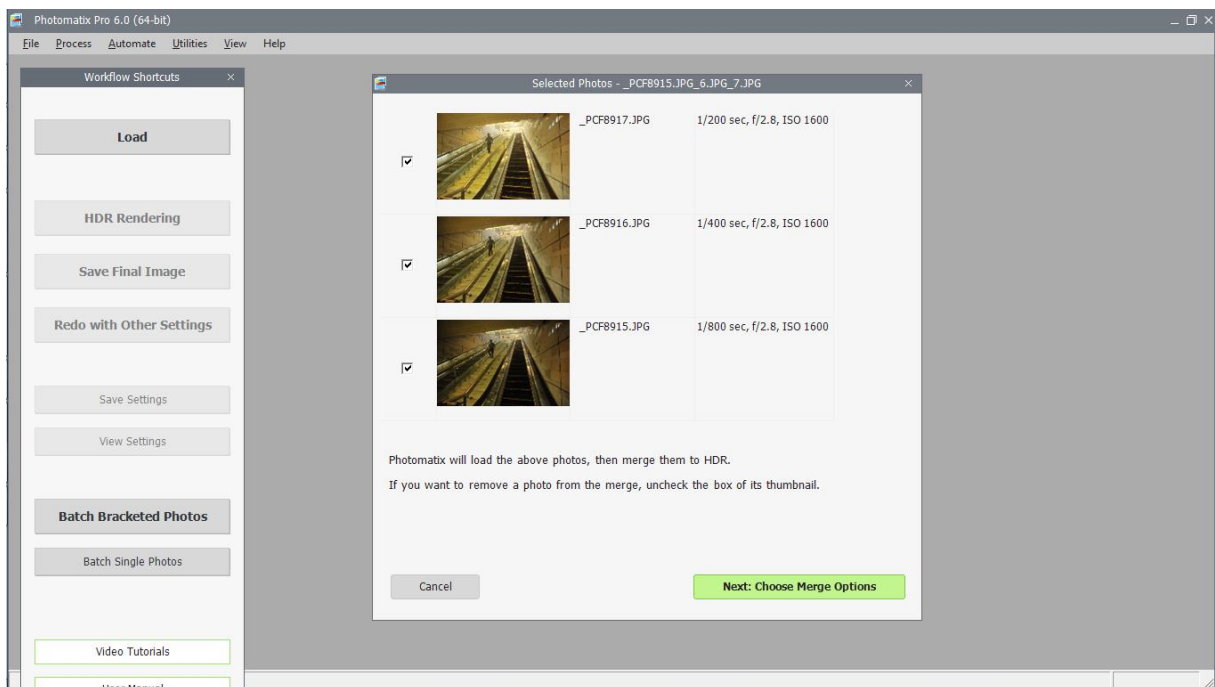 Photomatix Pro 6.0 (64-bit)
File Process Automate Utilities View Help
Workflow Shortcuts
Load
HDR Rendering
Save Final Image
Redo with Other Settings
Save Settings
View Settings
Batch Bracketed Photos
Batch Single Photos
Video Tutorials
User Manual
Selected Photos - _PCF8915.JPG_6.JPG_7.JPG
_PCF8917.JPG 1/200 sec, f/2.8, ISO 1600
_PCF8916.JPG 1/400 sec, f/2.8, ISO 1600
_PCF8915.JPG 1/800 sec, f/2.8, ISO 1600
Photomatix will load the above photos, then merge them to HDR.
If you want to remove a photo from the merge, uncheck the box of its thumbnail.
Cancel
Next: Choose Merge Options